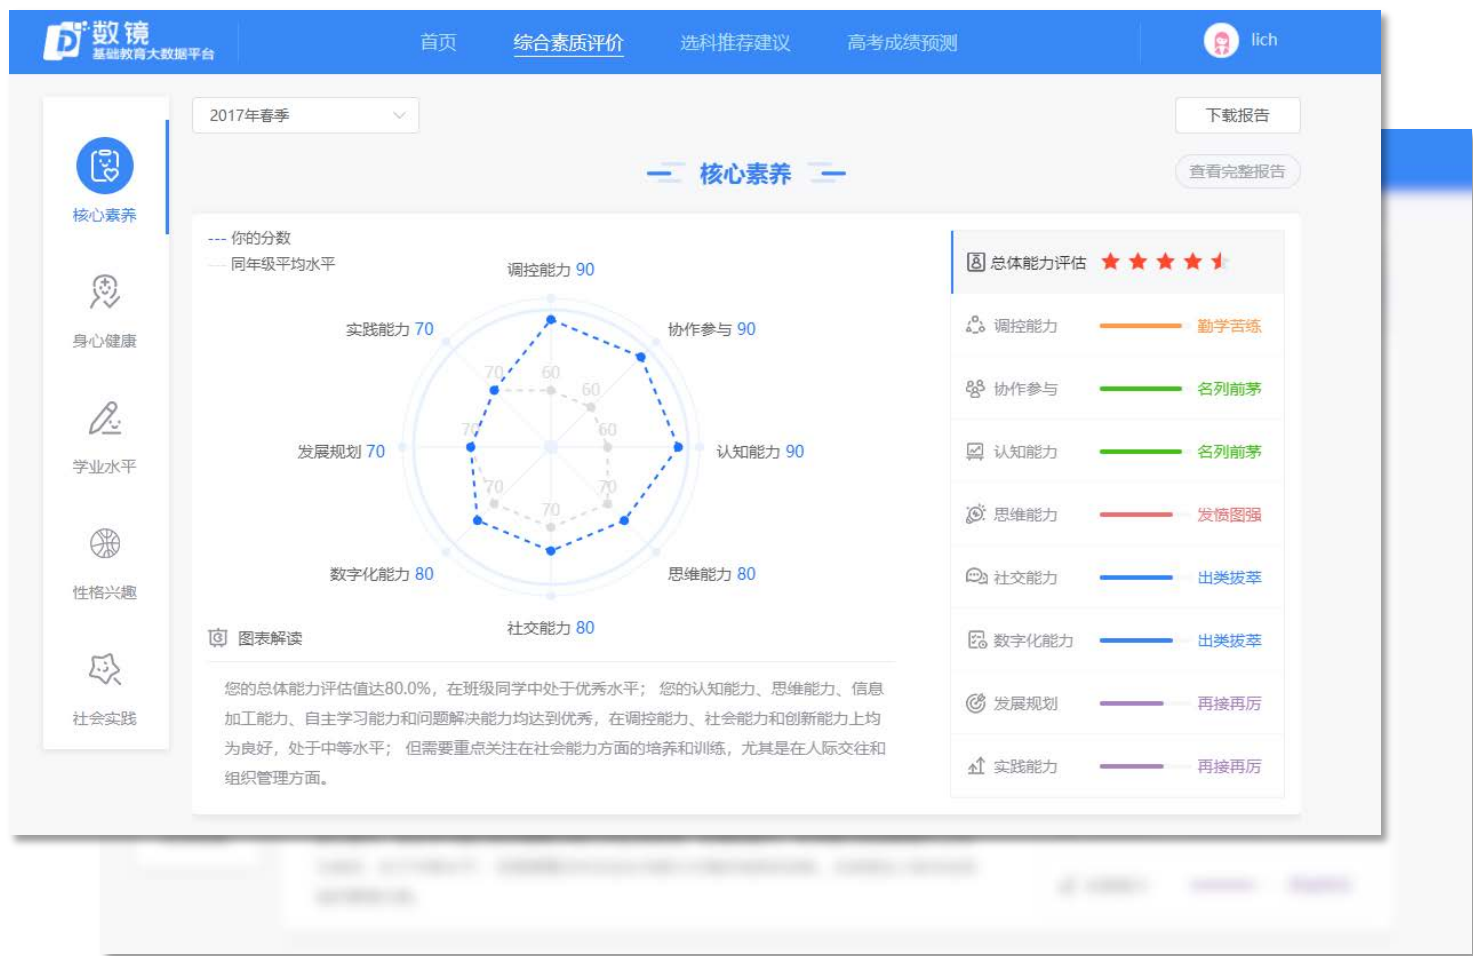 数镜
基础教育大数据平台
首页 综合素质评价 选科推荐建议 高考成绩预测
lich
2017年春季
下载报告
核心素养
查看完整报告
核心素养
身心健康
学业水平
性格兴趣
社会实践
--- 你的分数
同年级平均水平
调控能力 90
实践能力 70
协作参与 90
70 60 60
发展规划 70
70 60
认知能力 90
70 70 70
数字化能力 80
思维能力 80
社交能力 80
图表解读
您的总体能力评估值达80.0%，在班级同学中处于优秀水平； 您的认知能力、思维能力、信息
加工能力、自主学习能力和问题解决能力均达到优秀，在调控能力、社会能力和创新能力上均
为良好，处于中等水平； 但需要重点关注在社会能力方面的培养和训练，尤其是在人际交往和
组织管理方面。
总体能力评估
调控能力 勤学苦练
协作参与 名列前茅
认知能力 名列前茅
思维能力 发愤图强
社交能力 出类拔萃
数字化能力 出类拔萃
发展规划 再接再厉
实践能力 再接再厉